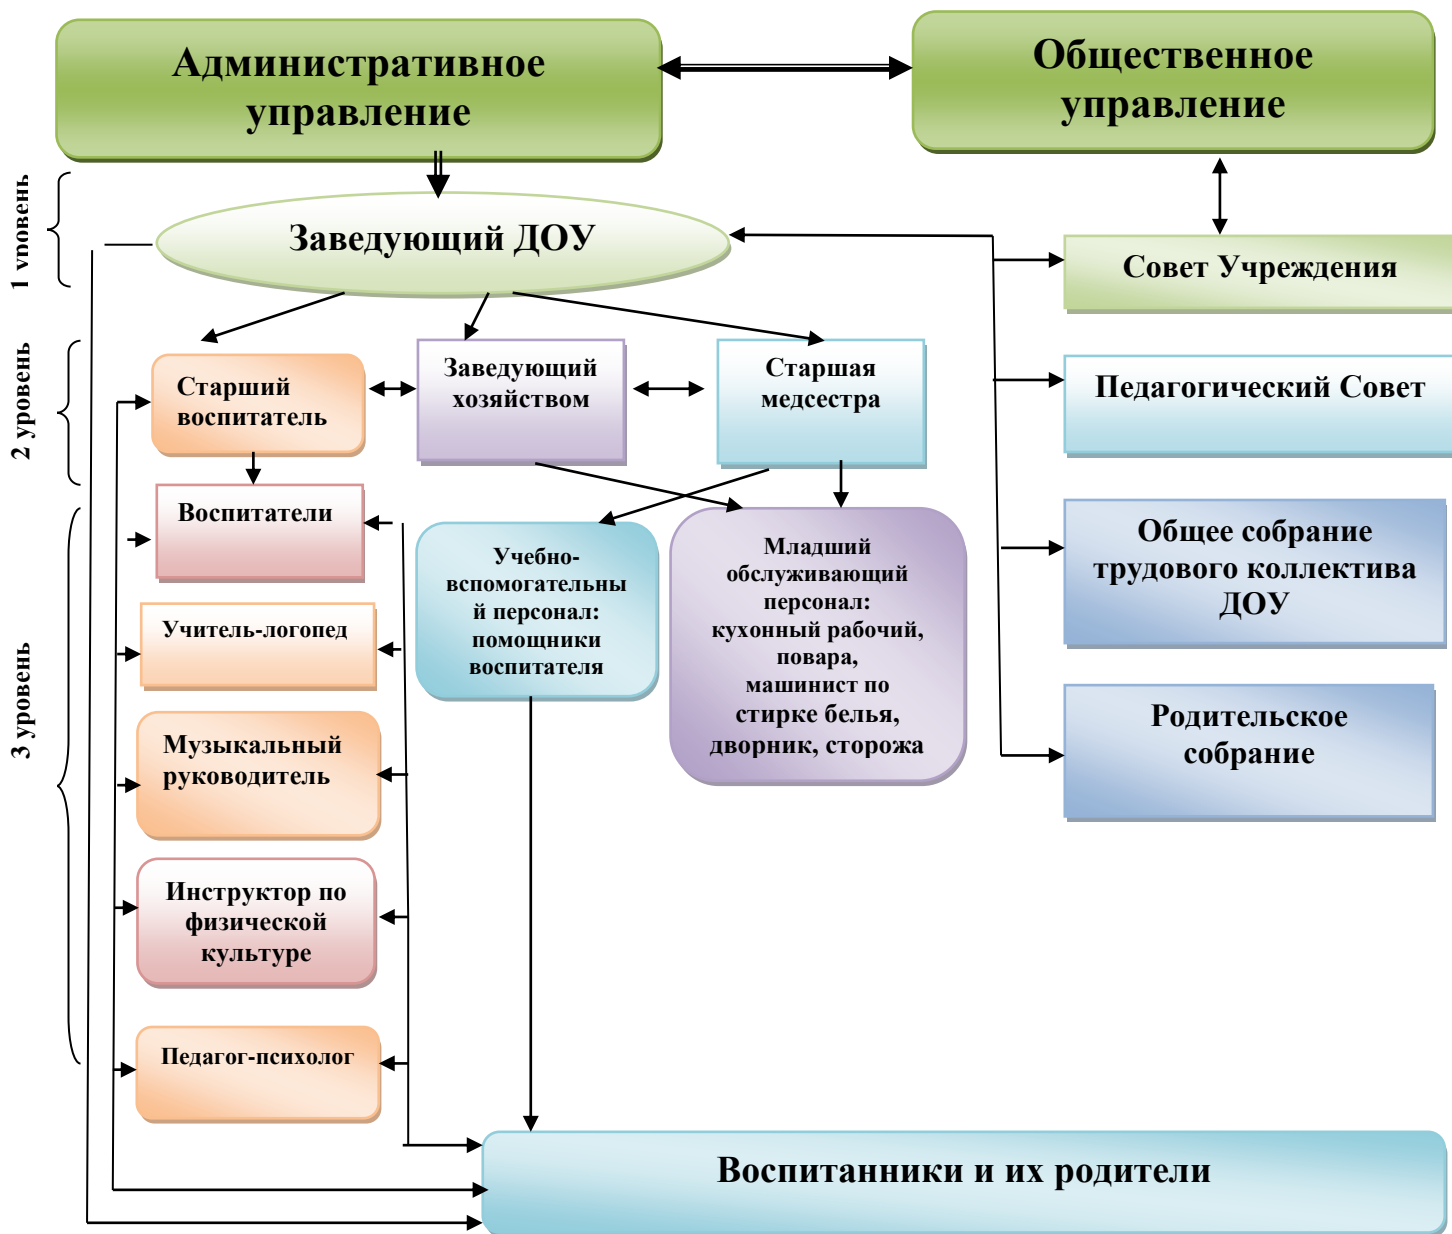 Административное
управление
Общественное
управление
1 уровень
Заведующий ДОУ
Совет Учреждения
2 уровень
Старший
воспитатель
Заведующий
хозяйством
Старшая
медсестра
Педагогический Совет
3 уровень
Воспитатели
Учитель-логопед
Музыкальный
руководитель
Инструктор по
физической
культуре
Педагог-психолог
Учебно-
вспомогательны
й персонал:
помощники
воспитателя
Младший
обслуживающий
персонал:
кухонный рабочий,
повара,
машинист по
стирке белья,
дворник, сторожа
Общее собрание
трудового коллектива
ДОУ
Родительское
собрание
Воспитанники и их родители